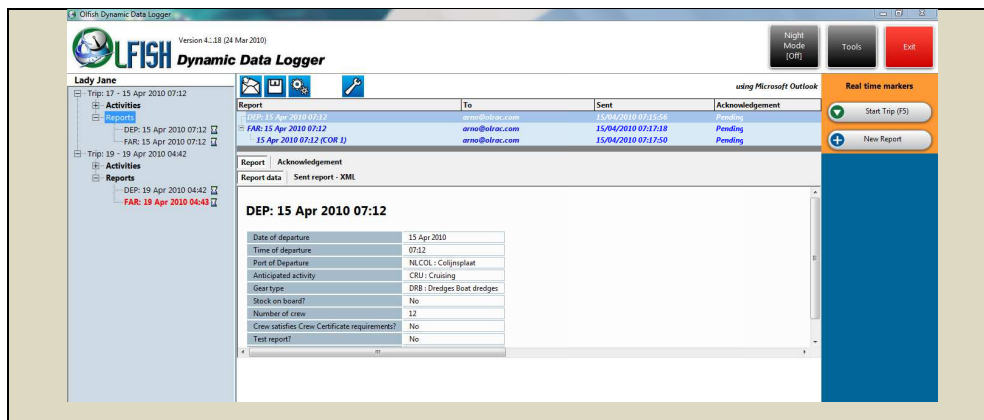 Olfish Dynamic Data Logger
OLFISH
Version 4.1.18 (24 Mar 2010)
Dynamic Data Logger
Night Mode [Off]
Tools
Exit
Lady Jane
Trip: 17 - 15 Apr 2010 07:12
Activities
Reports
DEP: 15 Apr 2010 07:12
FAR: 15 Apr 2010 07:12
Trip: 19 - 19 Apr 2010 04:42
Activities
Reports
DEP: 19 Apr 2010 04:42
FAR: 19 Apr 2010 04:43
using Microsoft Outlook
Report To Sent Acknowledgement
DEP: 15 Apr 2010 07:12 arno@olrac.com 15/04/2010 07:15:56 Pending
FAR: 15 Apr 2010 07:12 arno@olrac.com 15/04/2010 07:17:18 Pending
15 Apr 2010 07:12 (COR 1) arno@olrac.com 15/04/2010 07:17:50 Pending
Report Acknowledgement
Report data Sent report - XML
DEP: 15 Apr 2010 07:12
Date of departure 15 Apr 2010
Time of departure 07:12
Port of Departure NLCOL : Colijnsplaat
Anticipated activity CRU : Cruising
Gear type DRB : Dredges Boat dredges
Stock on board? No
Number of crew 12
Crew satisfies Crew Certificate requirements? No
Test report? No
Real time markers
Start Trip (F5)
New Report